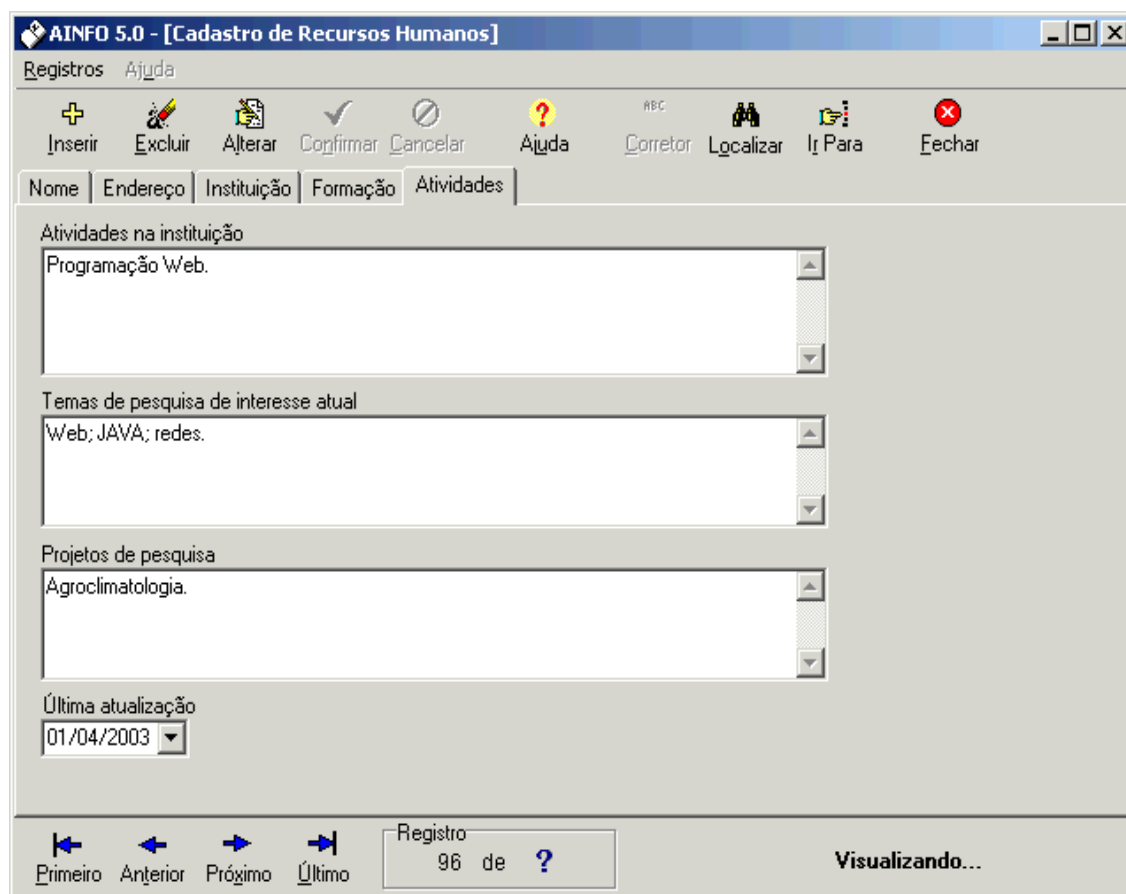 AINFO 5.0 - [Cadastro de Recursos Humanos]
Registros Ajuda
ABC
Inserir Excluir Alterar Confirmar Cancelar Ajuda Corretor Localizar Ir Para Fechar
Nome Endereço Instituição Formação Atividades
Atividades na instituição
Programação Web.
Temas de pesquisa de interesse atual
Web; JAVA; redes.
Projetos de pesquisa
Agroclimatologia.
Última atualização
01/04/2003
Registro
96 de ?
Visualizando...
Primeiro Anterior Próximo Último